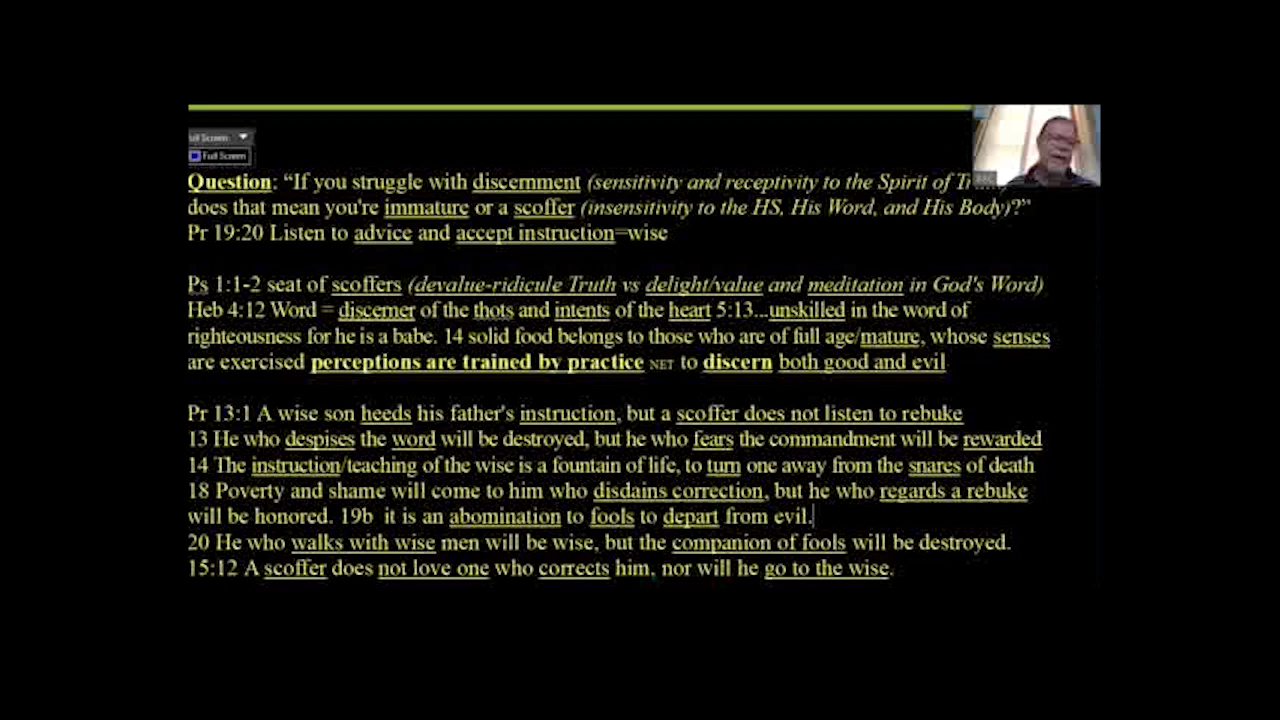 ull Screen
Full Screen
Question: “If you struggle with discernment (sensitivity and receptivity to the Spirit of
does that mean you're immature or a scoffer (insensitivity to the HS, His Word, and His Body)?”
Pr 19:20 Listen to advice and accept instruction=wise
Ps 1:1-2 seat of scoffers (devalue-ridicule Truth vs delight/value and meditation in God's Word)
Heb 4:12 Word = discerner of the thots and intents of the heart 5:13...unskilled in the word of
righteousness for he is a babe. 14 solid food belongs to those who are of full age/mature, whose senses
are exercised perceptions are trained by practice NET to discern both good and evil
Pr 13:1 A wise son heeds his father's instruction, but a scoffer does not listen to rebuke
13 He who despises the word will be destroyed, but he who fears the commandment will be rewarded
14 The instruction/teaching of the wise is a fountain of life, to turn one away from the snares of death
18 Poverty and shame will come to him who disdains correction, but he who regards a rebuke
will be honored. 19b it is an abomination to fools to depart from evil.
20 He who walks with wise men will be wise, but the companion of fools will be destroyed.
15:12 A scoffer does not love one who corrects him, nor will he go to the wise.